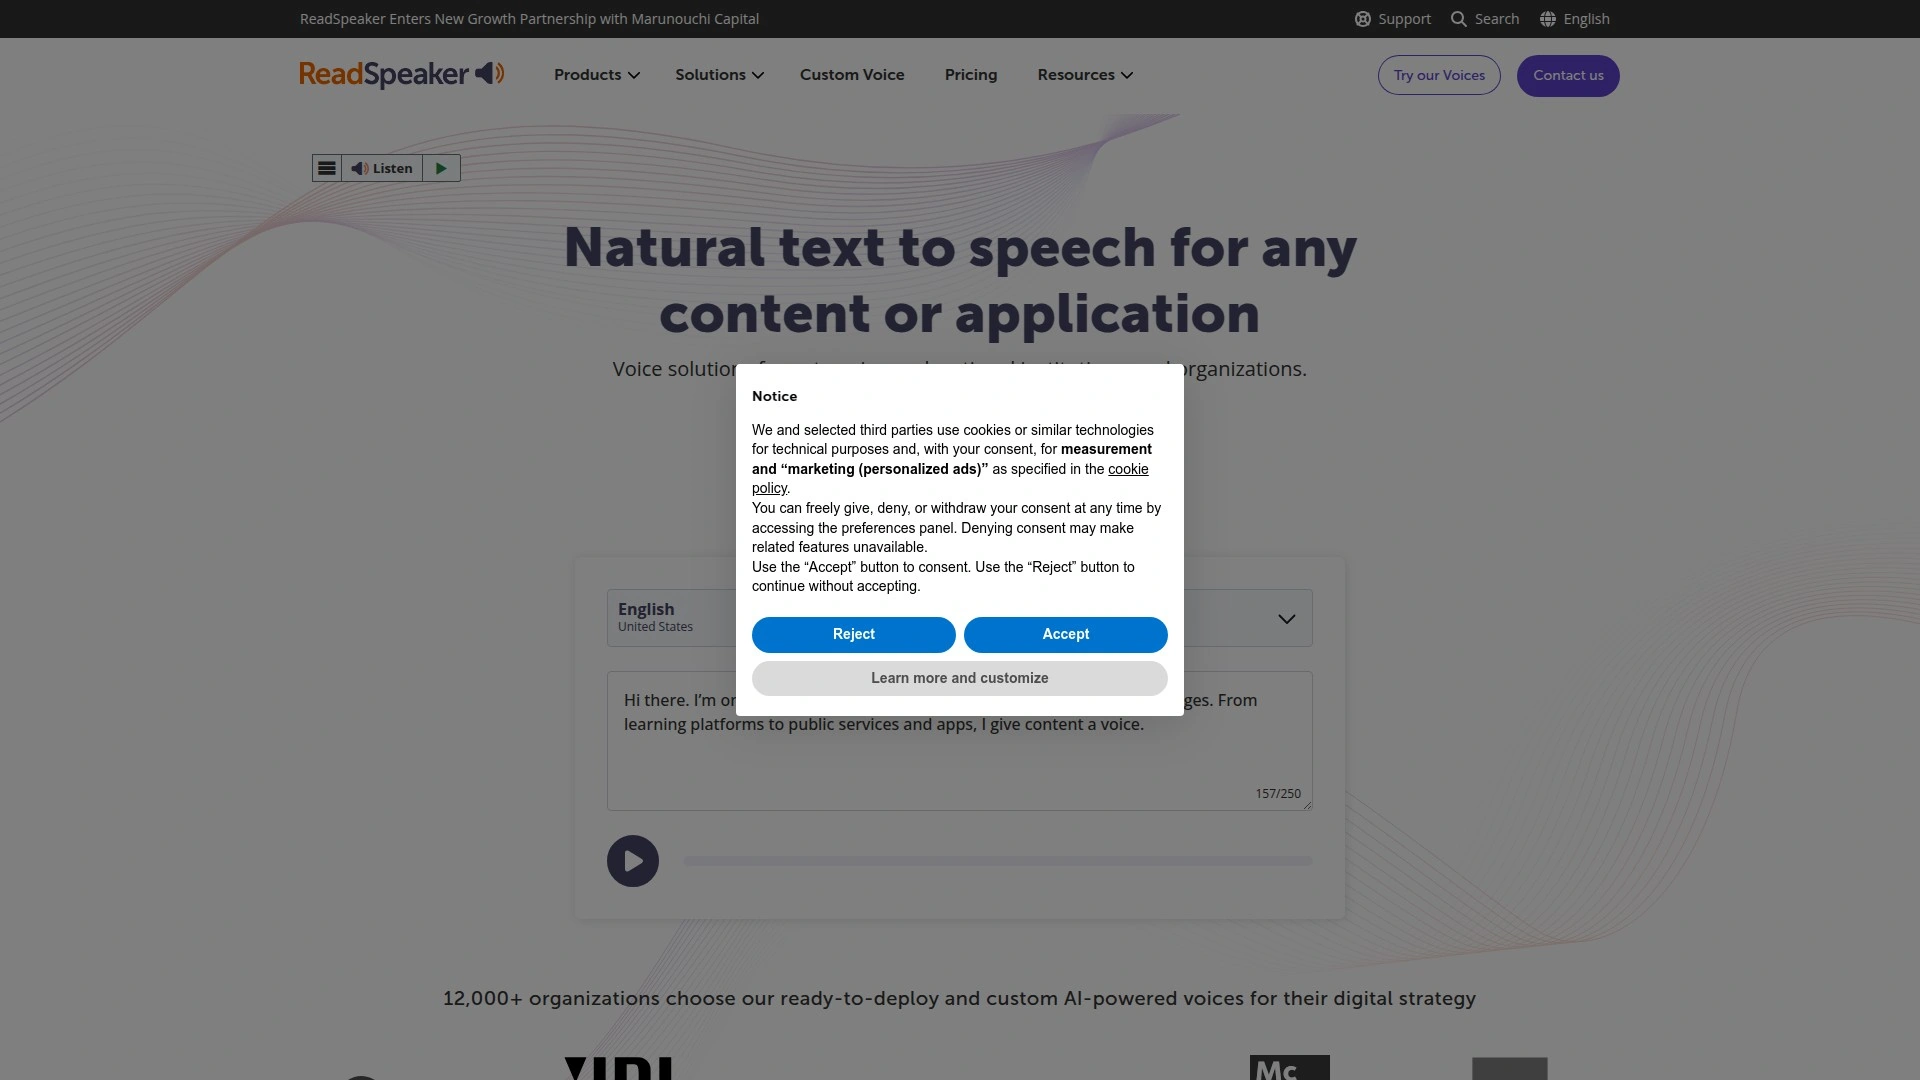 ReadSpeaker Enters New Growth Partnership with Marunouchi Capital
Support
Search
English
ReadSpeaker
Products
Solutions
Custom Voice
Pricing
Resources
Try our Voices
Contact us
Listen
Natural text to speech for any
content or application
Voice organizations.
Notice
We and selected third parties use cookies or similar technologies
for technical purposes and, with your consent, for measurement
and “marketing (personalized ads)” as specified in the cookie
policy.
You can freely give, deny, or withdraw your consent at any time by
accessing the preferences panel. Denying consent may make
related features unavailable.
Use the “Accept” button to consent. Use the “Reject” button to
continue without accepting.
Reject
Accept
Learn more and customize
English
United States
Hi there. I’m From
learning platforms to public services and apps, I give content a voice.
157/250
12,000+ organizations choose our ready-to-deploy and custom AI-powered voices for their digital strategy
Mc